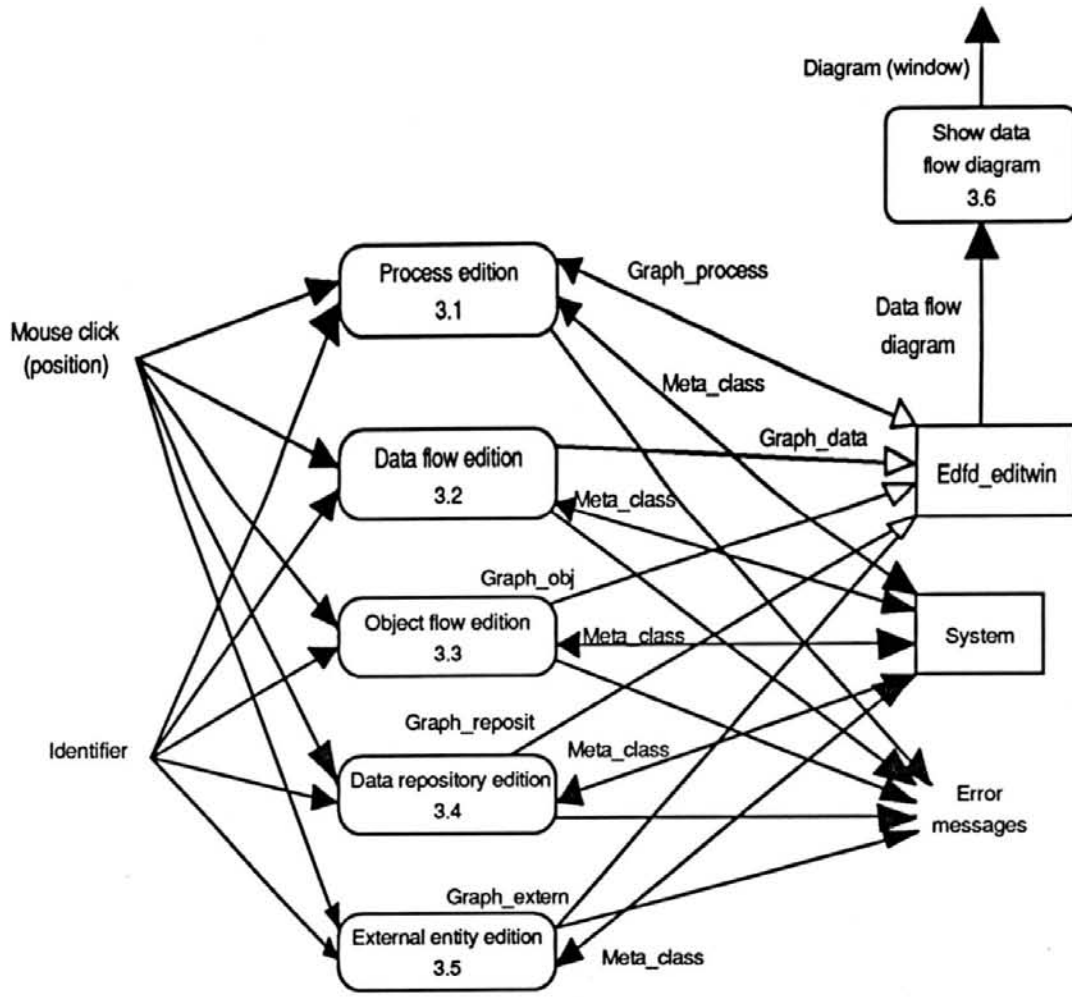 Diagram (window)
Show data
flow diagram
3.6
Process edition
3.1
Graph_process
Mouse click
(position)
Data flow
diagram
Meta_class
Data flow edition
3.2
Graph_data
Edfd_editwin
Meta_class
Graph_obj
Object flow edition
3.3
Meta_class
System
Graph_reposit
Identifier
Meta_class
Data repository edition
3.4
Error
messages
Graph_extern
External entity edition
3.5
Meta_class